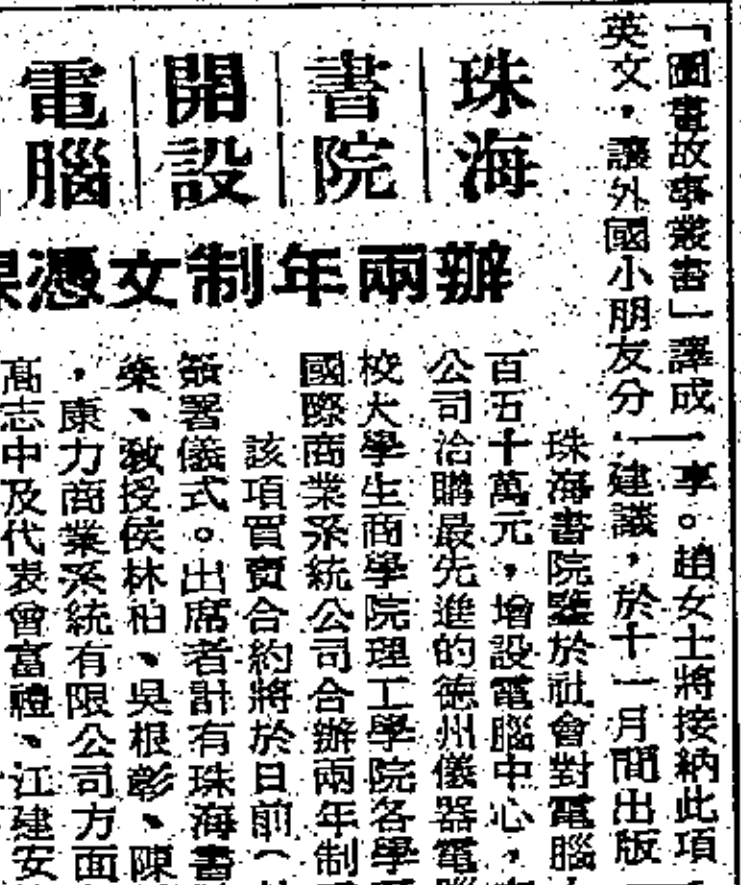 「圖書故事叢書」譯成
英文，讓外國小朋友分
享。趙女士將接納此項
建議，於十一月間出版
珠海
書院
開設
電腦
辦兩年制文憑課
珠海書院鑒於社會對電腦
百五十萬元，增設電腦中心，
公司洽購最先進的德州儀器電腦
校大學生商學院理工學院各學
國際商業系統公司合辦兩年制
該項買賣合約將於日前（
簽署儀式。出席者計有珠海書
樂、教授侯林柏、吳根彰、陳
，康力商業系統有限公司方面
高志中及代表曾富禮、江建安